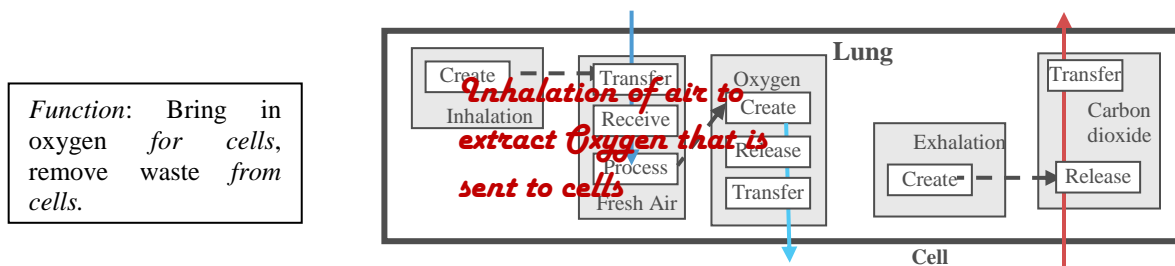 Function: Bring in
oxygen for cells,
remove waste from
cells.
Lung
Create
Inhalation
Transfer
Receive
Process
Fresh Air
Oxygen
Create
Release
Transfer
Inhalation of air to
extract Oxygen that is
sent to cells
Exhalation
Create
Transfer
Carbon
dioxide
Release
Cell